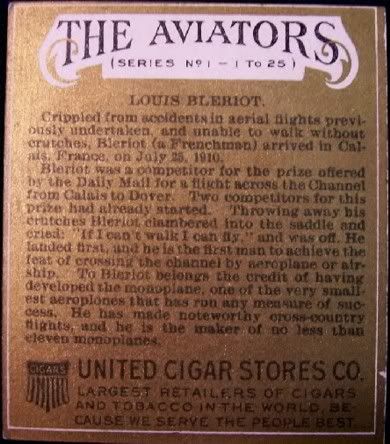 THE AVIATORS
(SERIES No 1 - 1 To 25)
LOUIS BLERIOT.
Crippled from accidents in aerial flights previ-
ously undertaken, and unable to walk without
crutches, Bleriot (a Frenchman) arrived in Cal-
ais, France, on July 25, 1910.
Bleriot was a competitor for the prize offered
by the Daily Mail for a flight across the Channel
from Calais to Dover. Two competitors for this
prize had already started. Throwing away his
crutches Bleriot clambered into the saddle and
cried: "If I can't walk I can fly," and was off. He
landed first, and he is the first man to achieve the
feat of crossing the channel by aeroplane or air-
ship. To Bleriot belongs the credit of having
developed the monoplane, one of the very small-
est aeroplones that has run any measure of suc-
cess. He has made noteworthy cross-country
flights, and he is the maker of no less than
eleven monoplanes.
CIGARS
UNITED CIGAR STORES CO.
LARGEST RETAILERS OF CIGARS
AND TOBACCO IN THE WORLD, BE-
CAUSE WE SERVE THE PEOPLE BEST